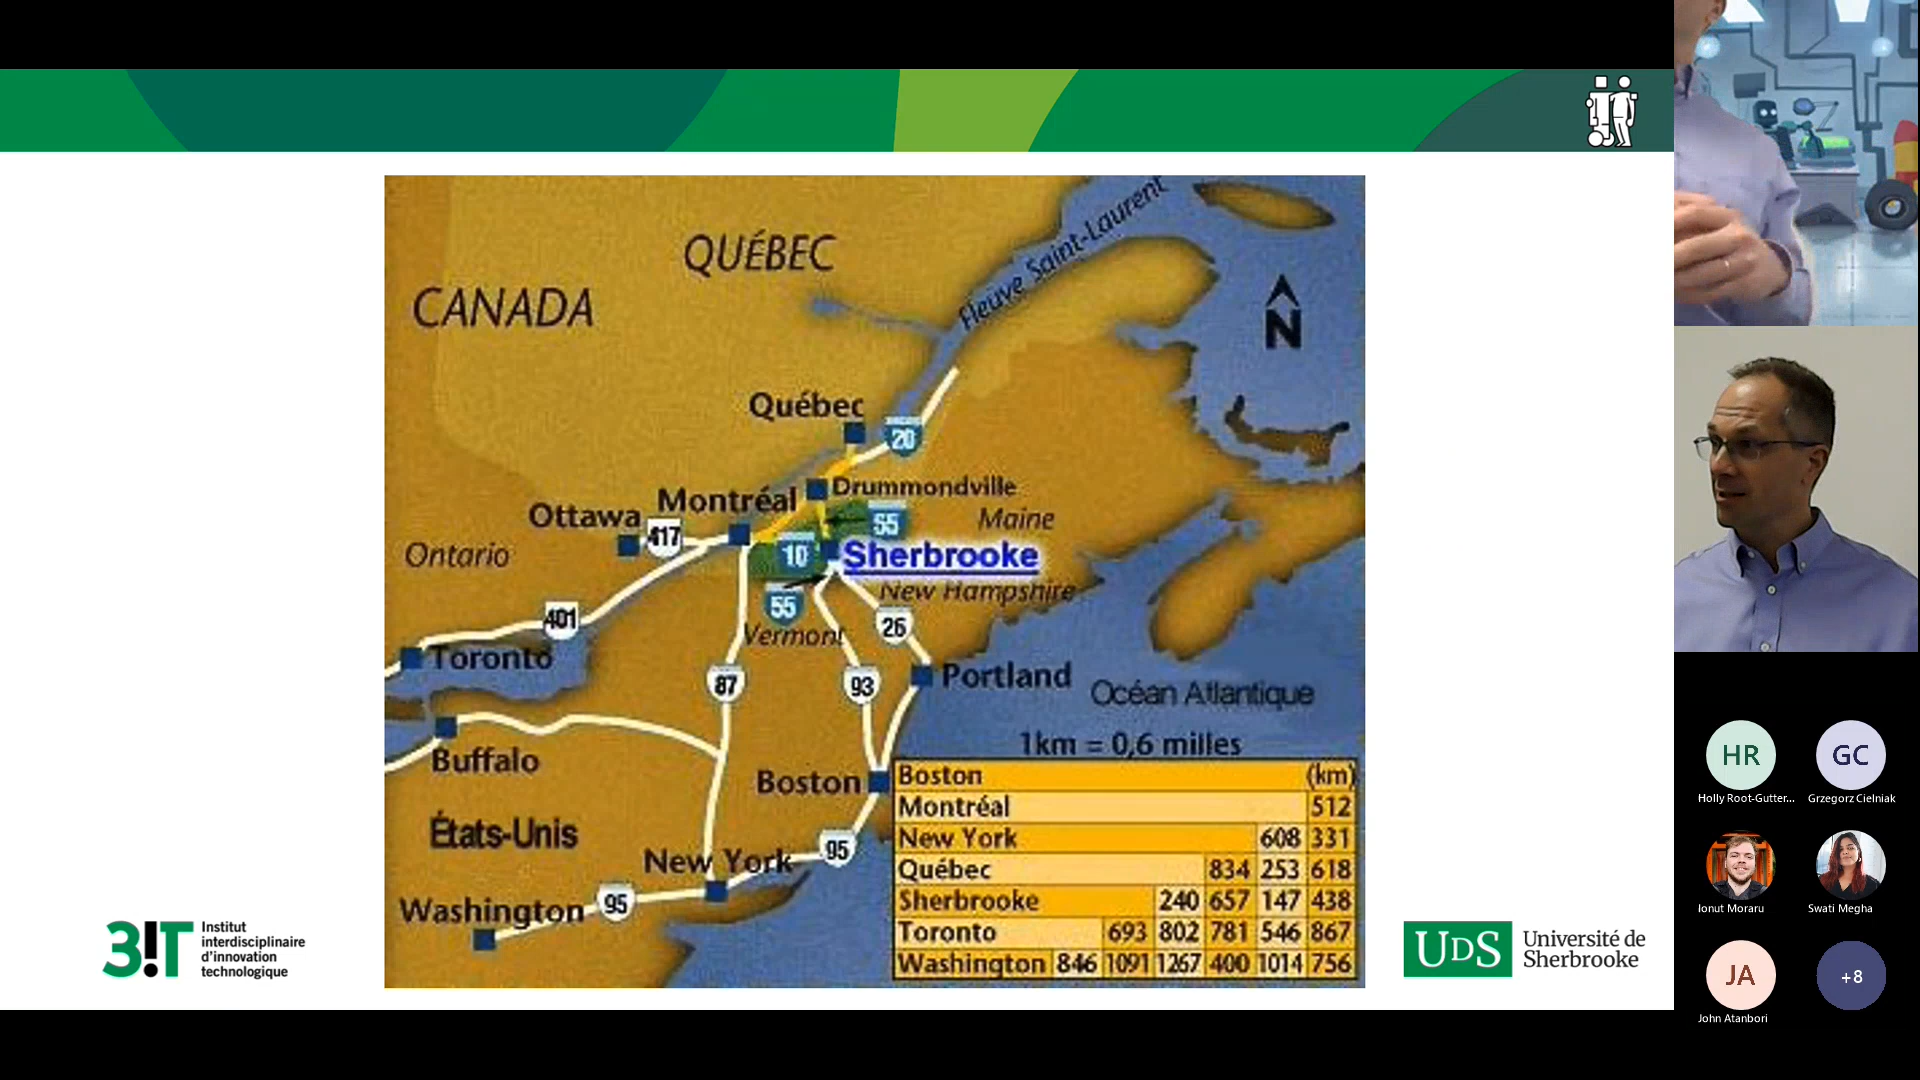 QUÉBEC
CANADA
Fleuve Saint-Laurent
N
Québec
20
Drummondville
Montréal
Ottawa
417
55
Maine
Ontario
10
Sherbrooke
New Hampshire
55
Vermont
401
26
Toronto
87
93
Portland
Océan Atlantique
1km = 0,6 milles
Buffalo
Boston
États-Unis
New York
95
Washington
95
Boston (km)
Montréal 512
New York 608 331
Québec 834 253 618
Sherbrooke 240 657 147 438
Toronto 693 802 781 546 867
Washington 846 1091 1267 400 1014 756
3!T
Institut
interdisciplinaire
d'innovation
technologique
UDS
Université de
Sherbrooke
HR
Holly Root-Gutter...
GC
Grzegorz Cielniak
Ionut Moraru
Swati Megha
JA
John Atanbori
+8